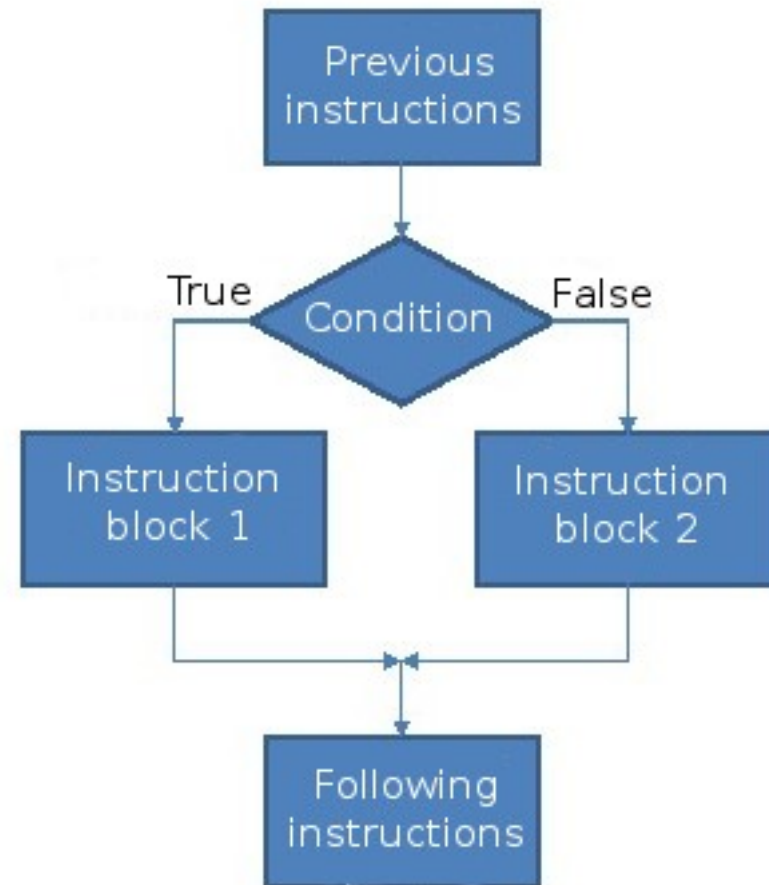 Previous
instructions
True
Condition
False
Instruction
block 1
Instruction
block 2
Following
instructions